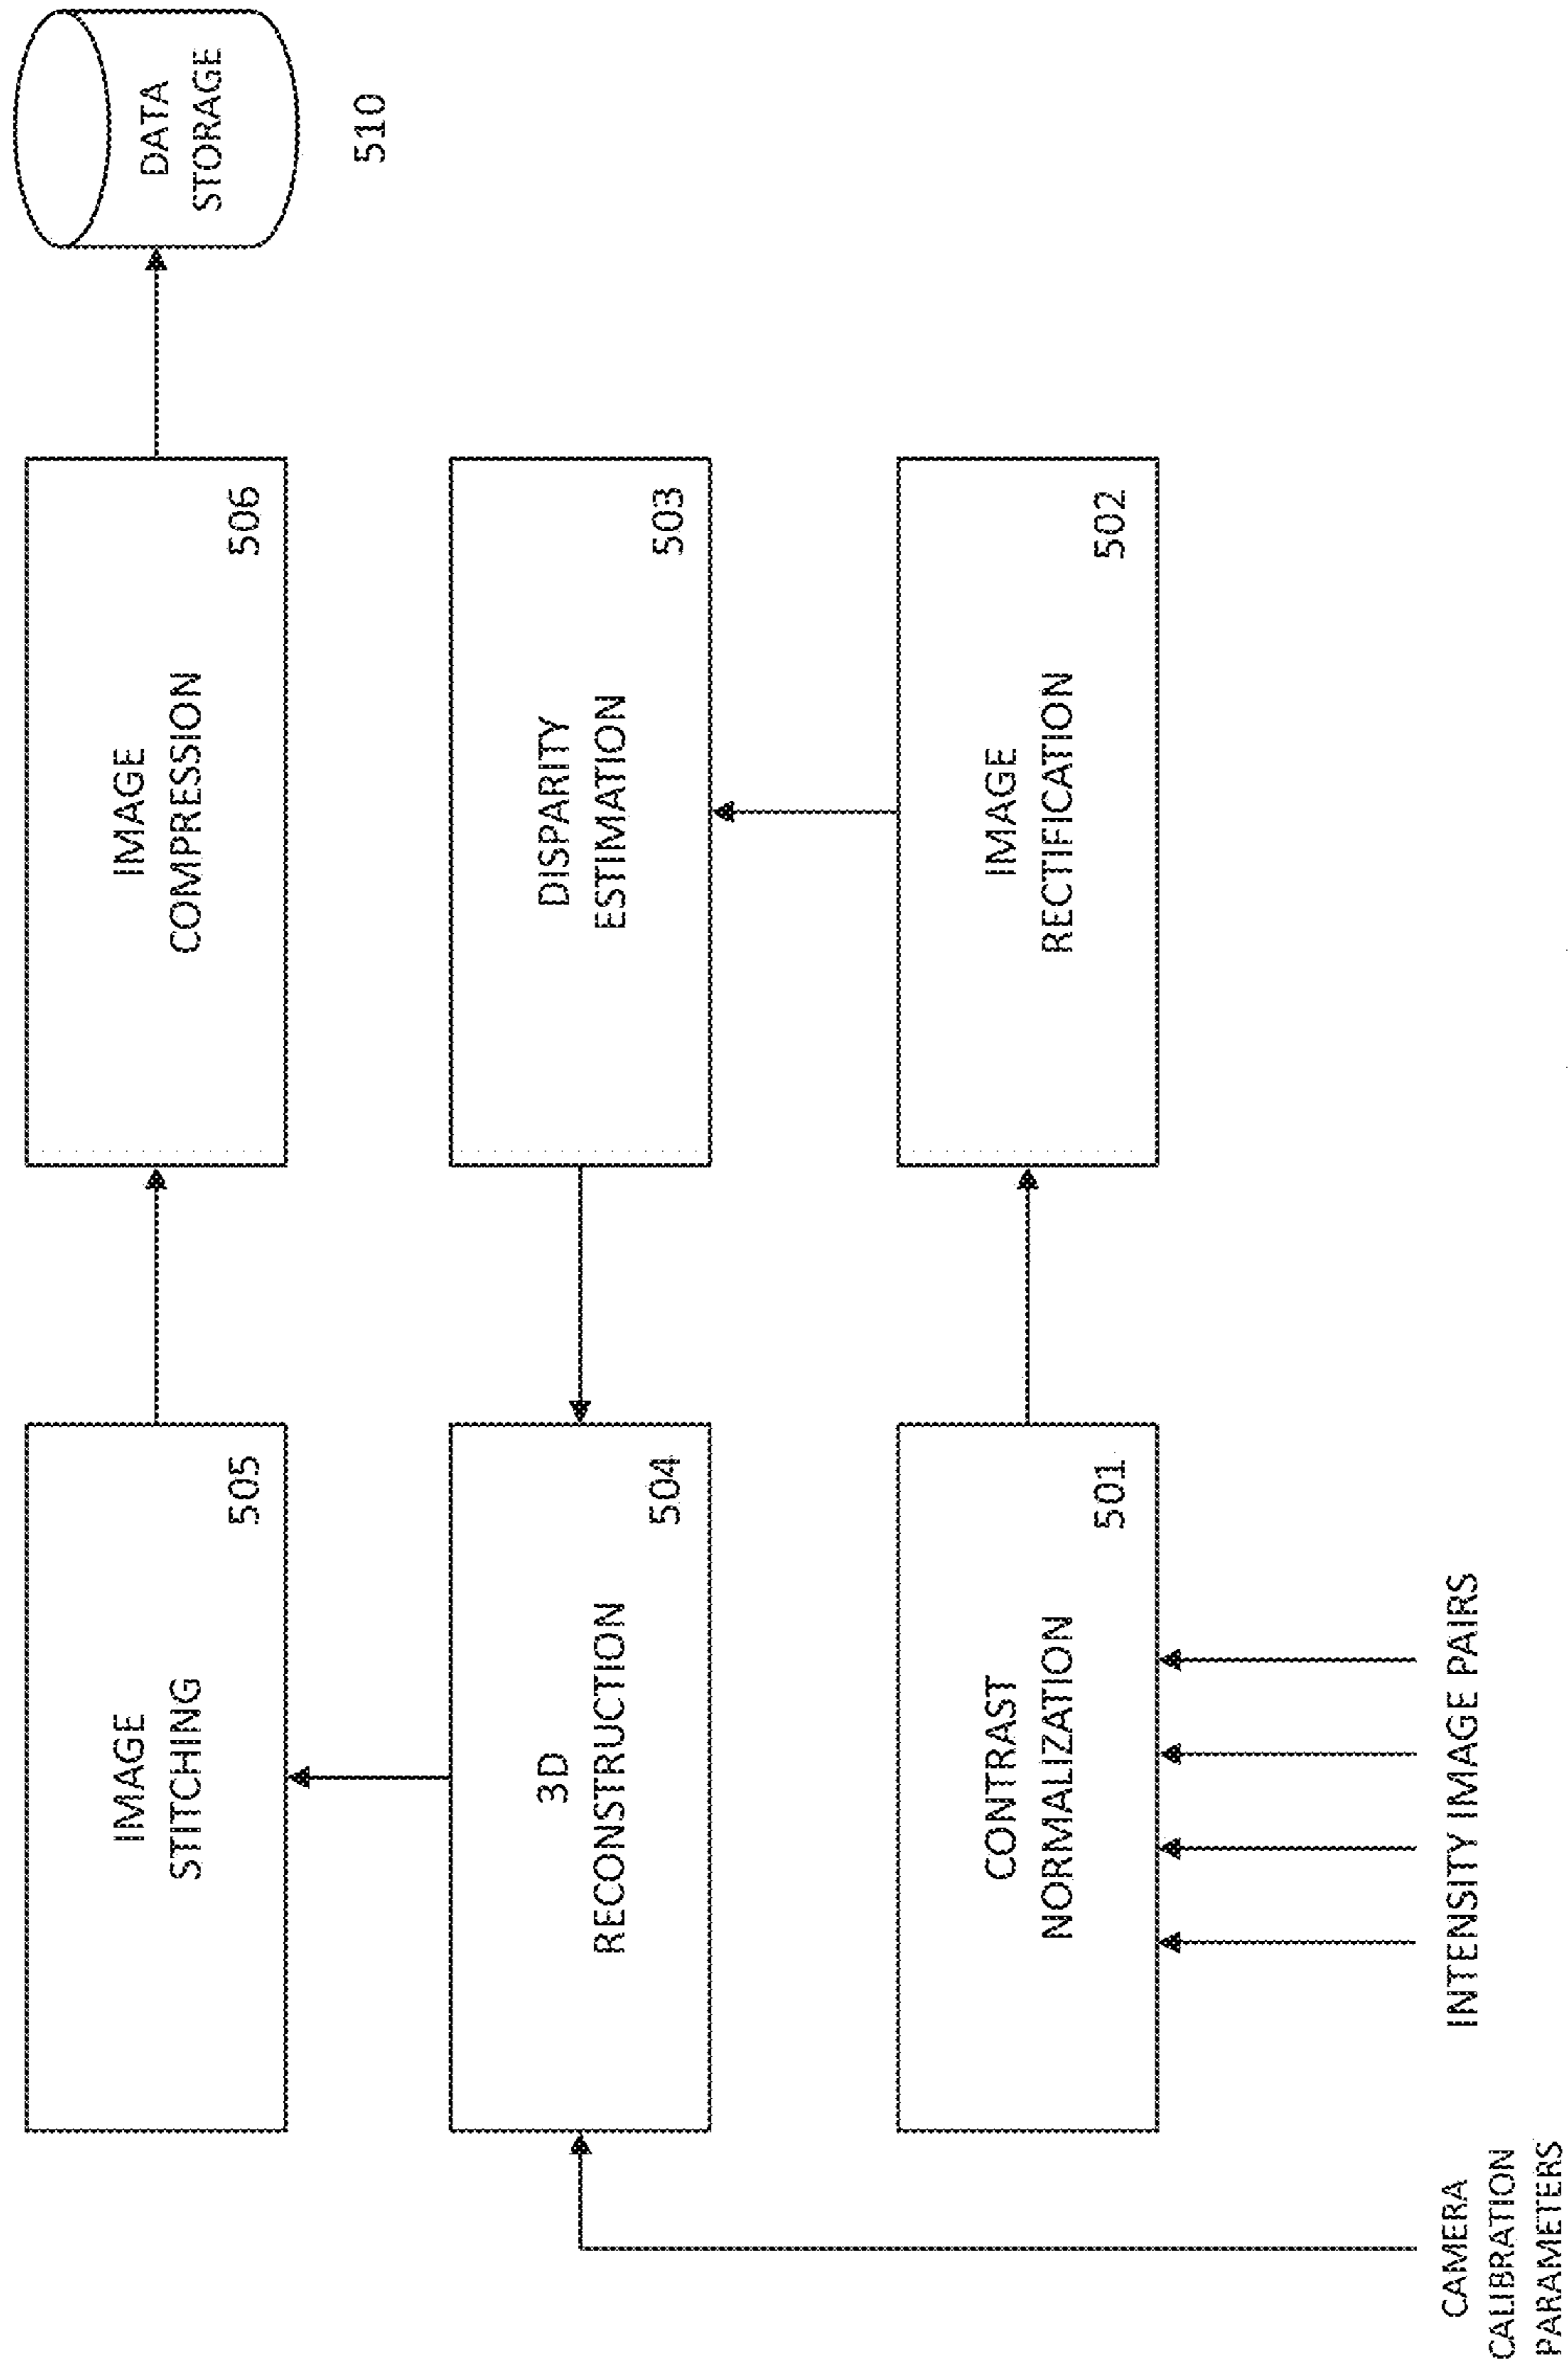 IMAGE
STITCHING
505
IMAGE
COMPRESSION
506
DATA
STORAGE
510
3D
RECONSTRUCTION
504
DISPARITY
ESTIMATION
503
CONTRAST
NORMALIZATION
501
IMAGE
RECTIFICATION
502
CAMERA
CALIBRATION
PARAMETERS
INTENSITY IMAGE PAIRS